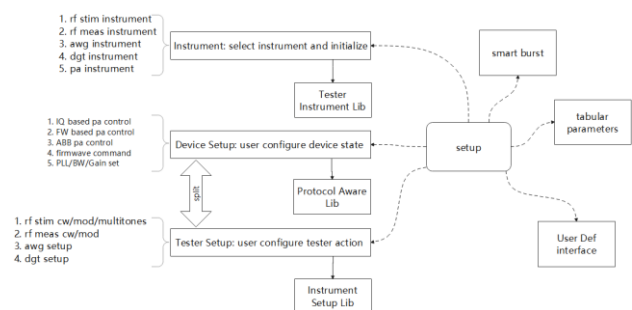 1. rf stim instrument
2. rf meas instrument
3. awg instrument
4. dgt instrument
5. pa instrument
Instrument: select instrument and initialize
Tester
Instrument Lib
smart burst
tabular
parameters
setup
User Def
interface
1. IQ based pa control
2. FW based pa control
3. ABB pa control
4. firmwave command
5. PLL/BW/Gain set
Device Setup: user configure device state
Protocol Aware
Lib
split
1. rf stim cw/mod/multitones
2. rf meas cw/mod
3. awg setup
4. dgt setup
Tester Setup: user configure tester action
Instrument
Setup Lib